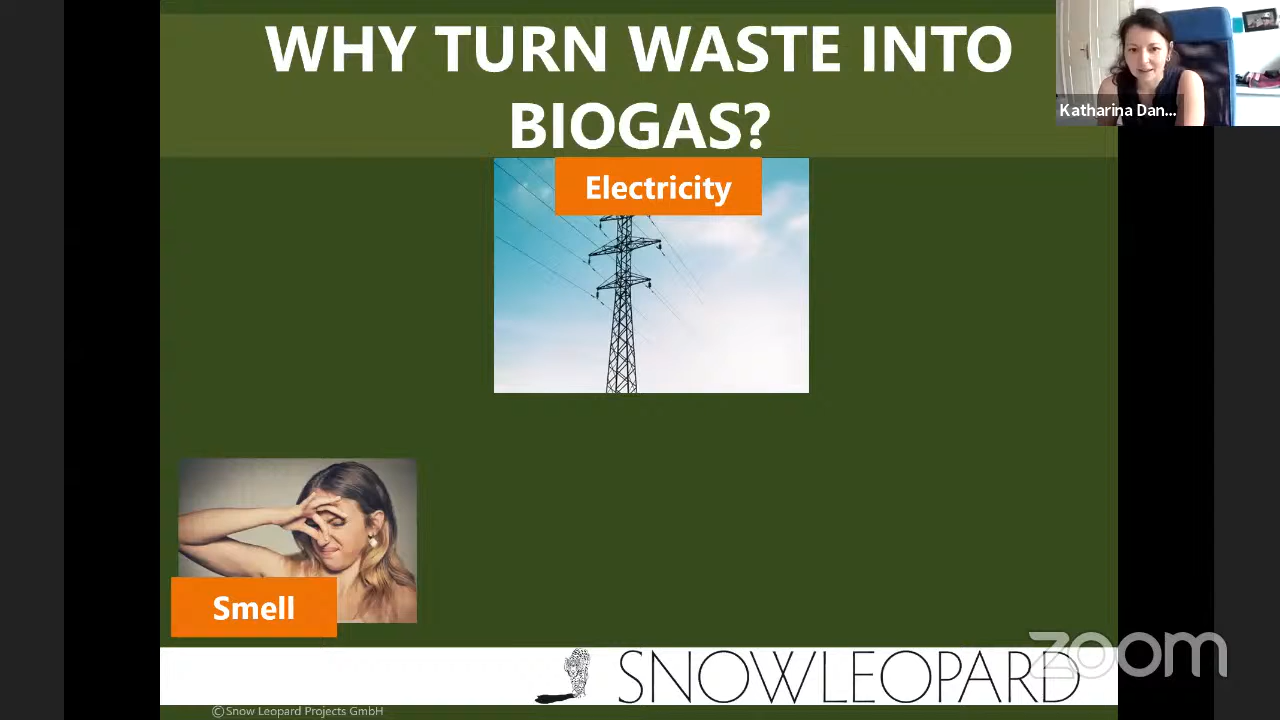 WHY TURN WASTE INTO
BIOGAS?
Katharina Dan...
Electricity
Smell
SNOWLEOPARD
zoom
©Snow Leopard Projects GmbH